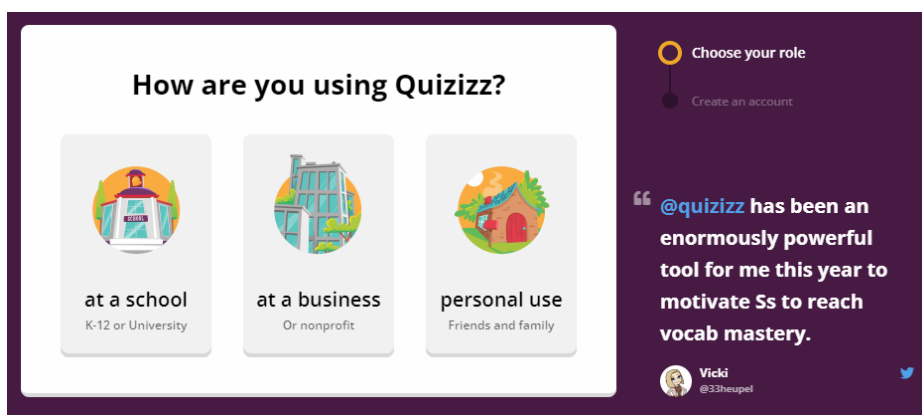 How are you using Quizizz?
SCHOOL
at a school
K-12 or University
at a business
Or nonprofit
personal use
Friends and family
Choose your role
Create an account
“
@quizizz has been an
enormously powerful
tool for me this year to
motivate Ss to reach
vocab mastery.
Vicki
@33heupel